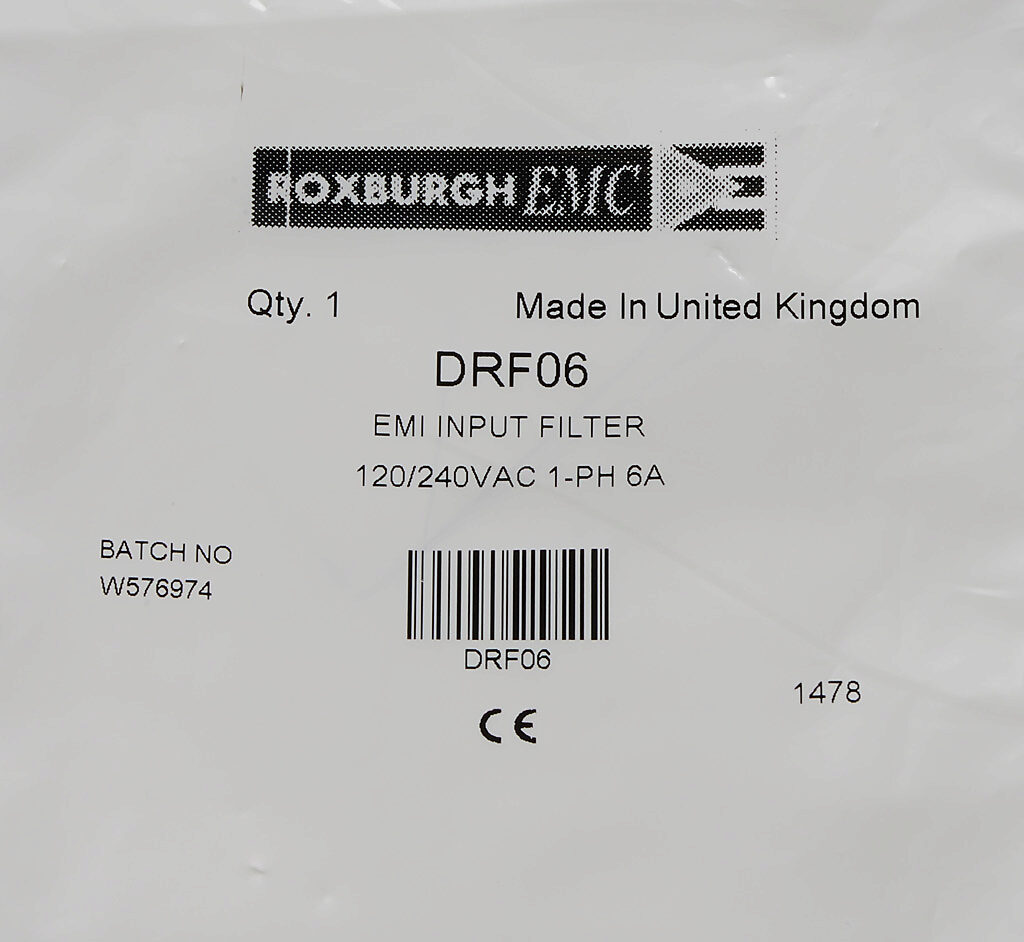 ROXBURGH EMC
Qty. 1 Made In United Kingdom
DRF06
EMI INPUT FILTER
120/240VAC 1-PH 6A
BATCH NO
W576974
DRF06
1478
CE